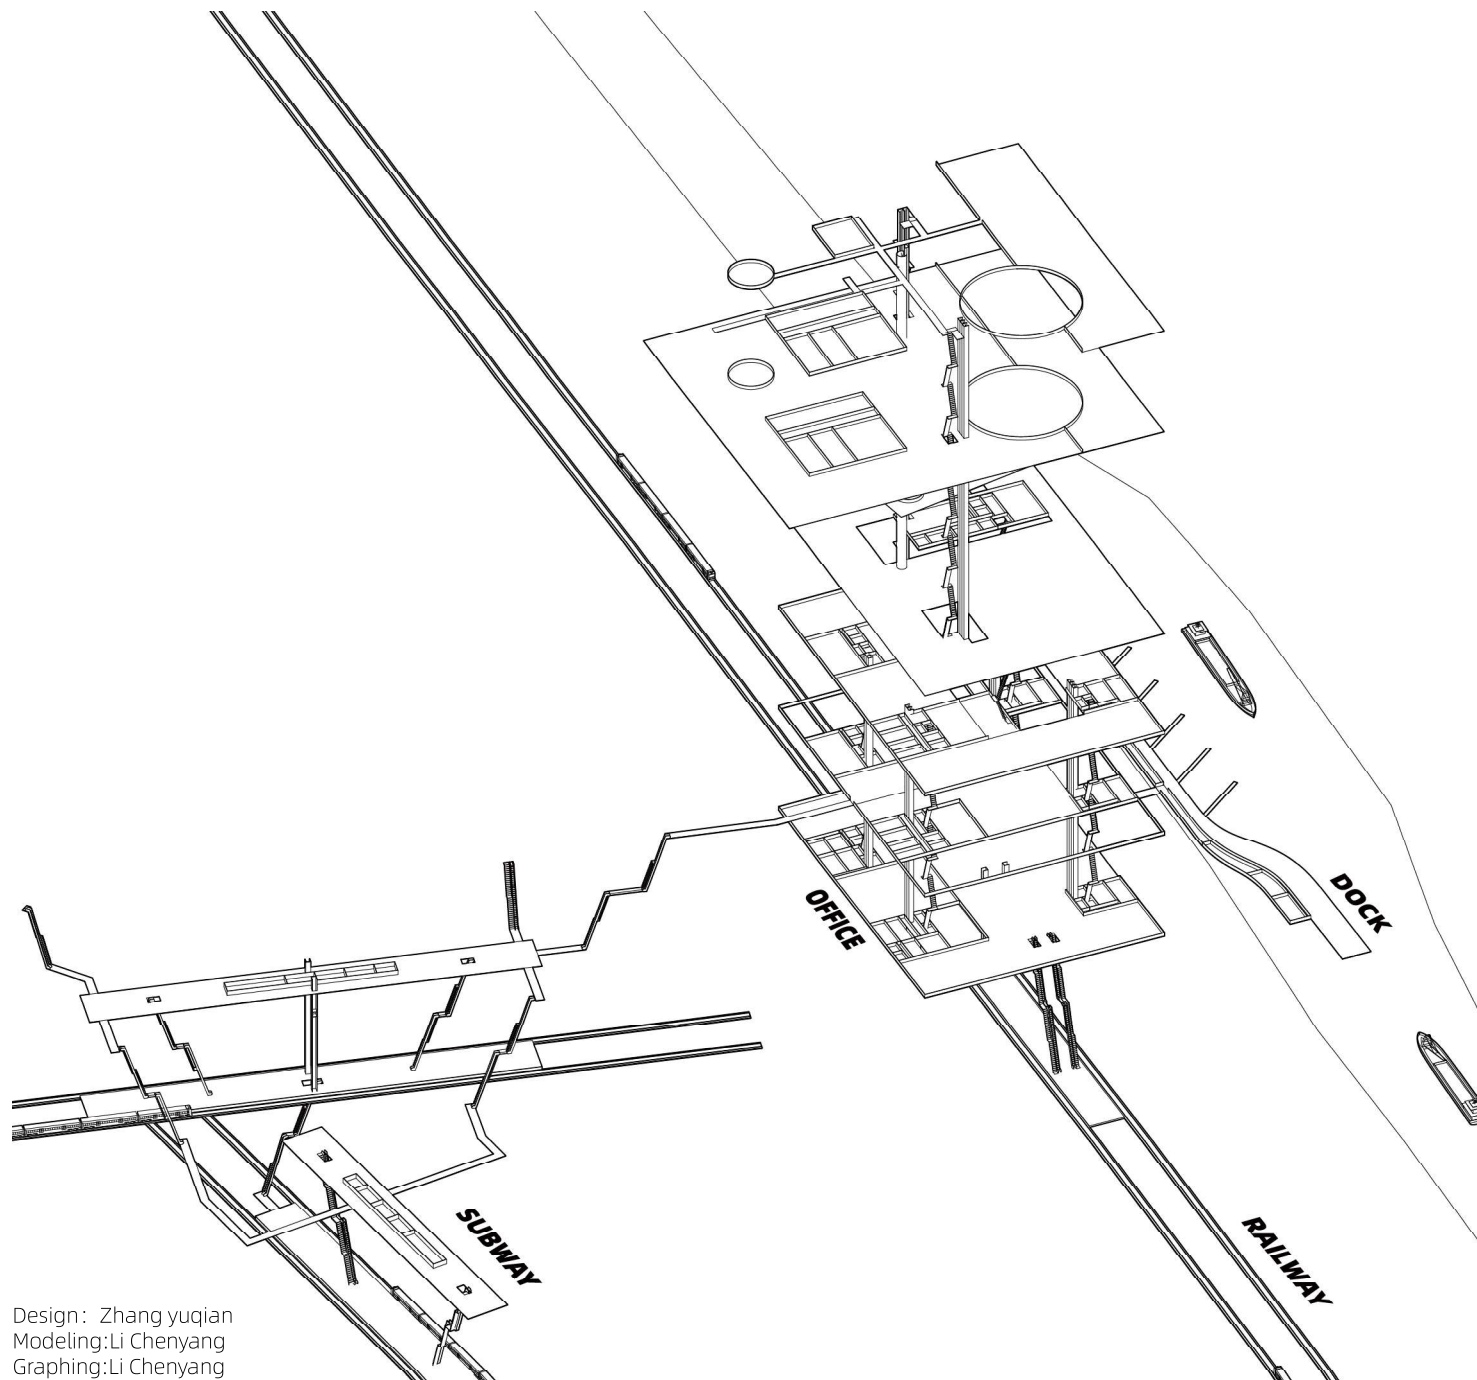 OFFICE
DOCK
SUBWAY
RAILWAY
Design: Zhang yuqian
Modeling:Li Chenyang
Graphing:Li Chenyang